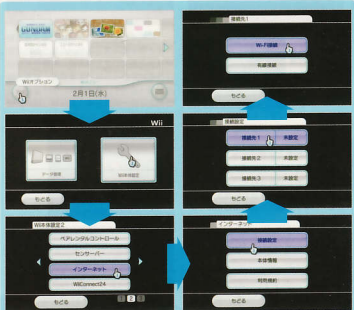 GUNDAM
Wiiオプション
2月1日(水)
Wii
データ管理
Wii本体設定
もどる
Wii本体設定2
ペアレンタルコントロール
センサーバー
インターネット
WiiConnect24
もどる
1 2 3
インターネット
接続設定
本体情報
利用規約
もどる
接続設定
接続先1 未設定
接続先2 未設定
接続先3 未設定
もどる
接続先1
Wi-Fi接続
有線接続
もどる